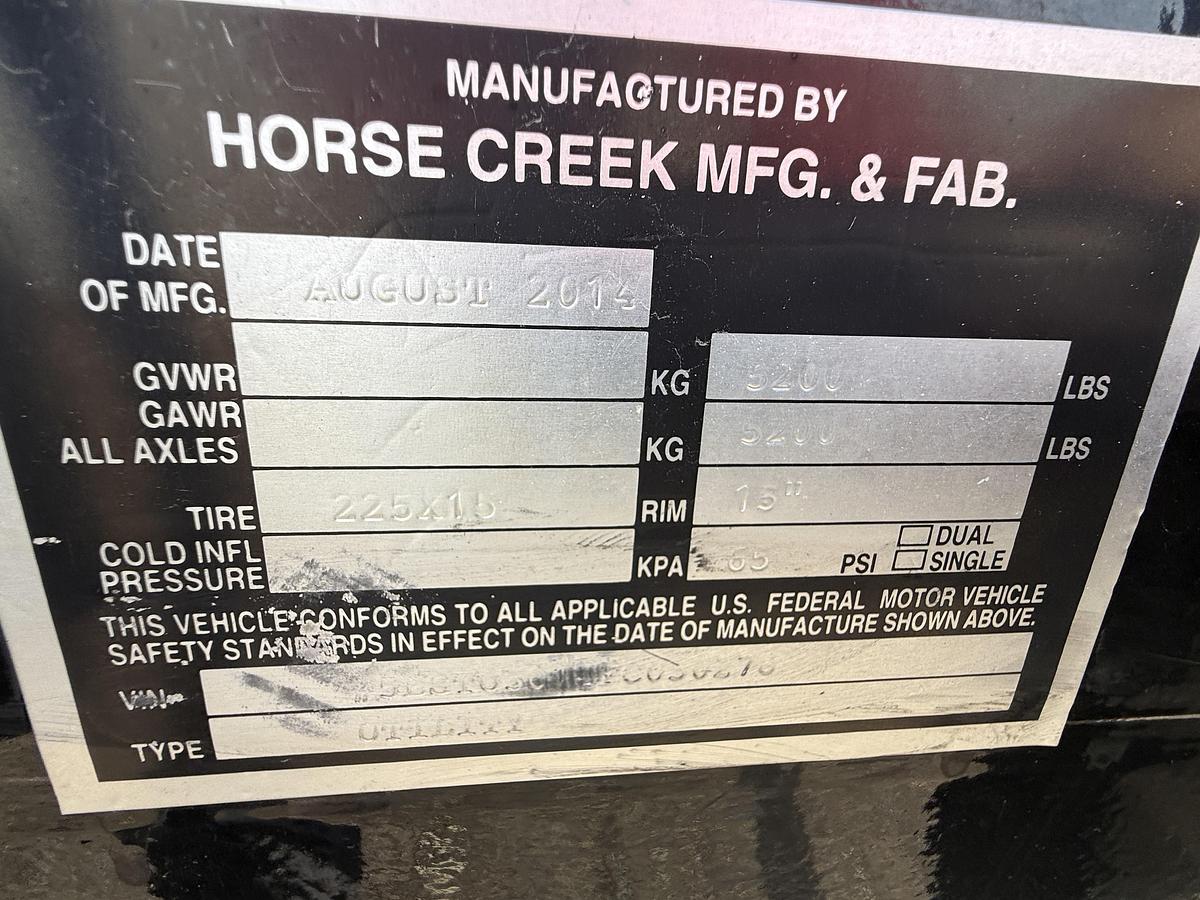 MANUFACTURED BY
HORSE CREEK MFG. & FAB.
DATE
OF MFG. AUGUST 2014
GVWR KG 5200 LBS
GAWR
ALL AXLES KG 5200 LBS
TIRE 225X15 RIM 15"
COLD INFL
PRESSURE KPA 65 PSI DUAL
SINGLE
THIS VEHICLE CONFORMS TO ALL APPLICABLE U.S. FEDERAL MOTOR VEHICLE
SAFETY STANDARDS IN EFFECT ON THE DATE OF MANUFACTURE SHOWN ABOVE.
VIN
TYPE UTILITY